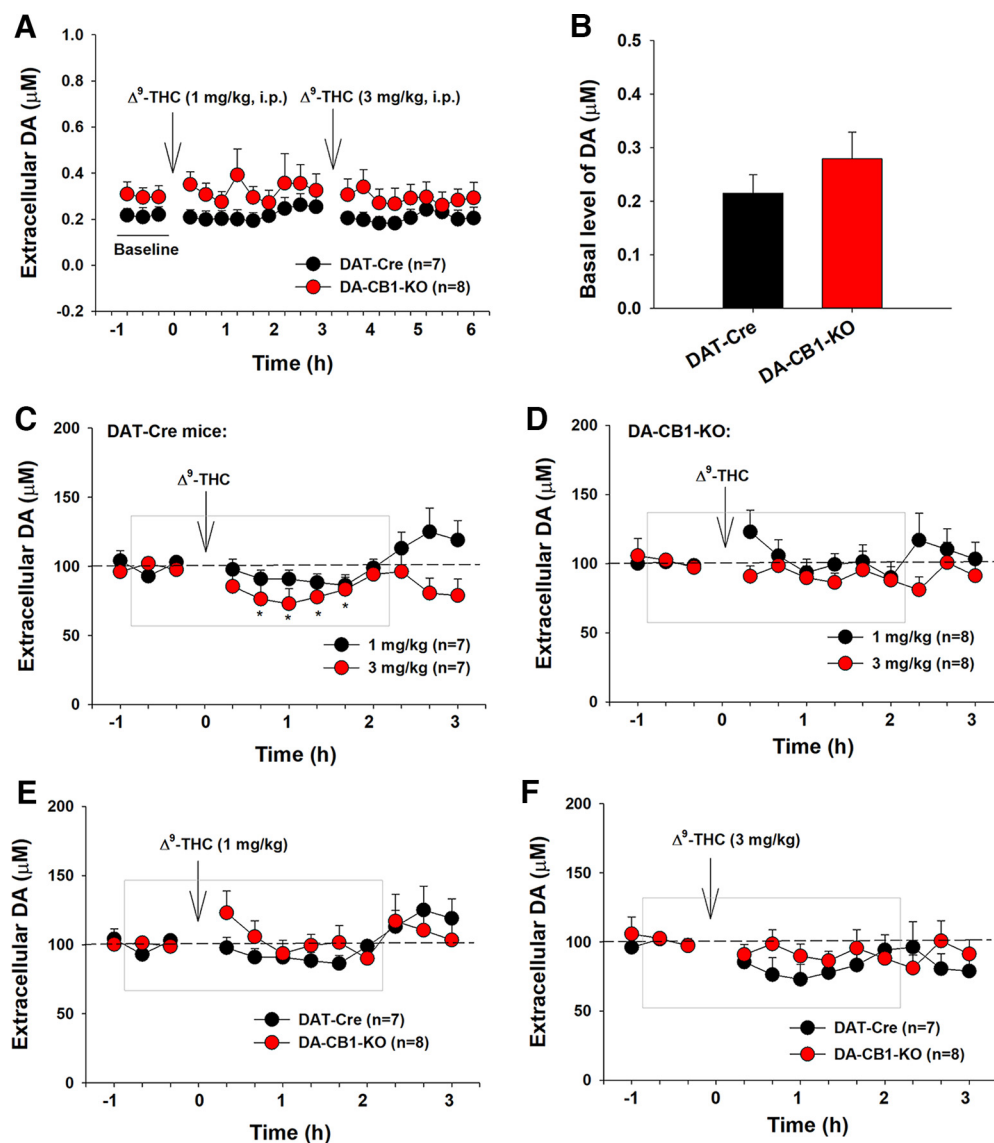 A
Extracellular DA (μM)
1.0
0.8
0.6
0.4
0.2
0.0
-0.2
Δ⁹-THC (1 mg/kg, i.p.)
Δ⁹-THC (3 mg/kg, i.p.)
Baseline
DAT-Cre (n=7)
DA-CB1-KO (n=8)
-1 0 1 2 3 4 5 6
Time (h)
B
Basal level of DA (μM)
0.5
0.4
0.3
0.2
0.1
0.0
DAT-Cre
DA-CB1-KO
C
Extracellular DA (μM)
200
150
100
50
0
DAT-Cre mice:
Δ⁹-THC
* * * *
1 mg/kg (n=7)
3 mg/kg (n=7)
-1 0 1 2 3
Time (h)
D
Extracellular DA (μM)
200
150
100
50
0
DA-CB1-KO:
Δ⁹-THC
1 mg/kg (n=8)
3 mg/kg (n=8)
-1 0 1 2 3
Time (h)
E
Extracellular DA (μM)
200
150
100
50
0
Δ⁹-THC (1 mg/kg)
DAT-Cre (n=7)
DA-CB1-KO (n=8)
-1 0 1 2 3
Time (h)
F
Extracellular DA (μM)
200
150
100
50
0
Δ⁹-THC (3 mg/kg)
DAT-Cre (n=7)
DA-CB1-KO (n=8)
-1 0 1 2 3
Time (h)